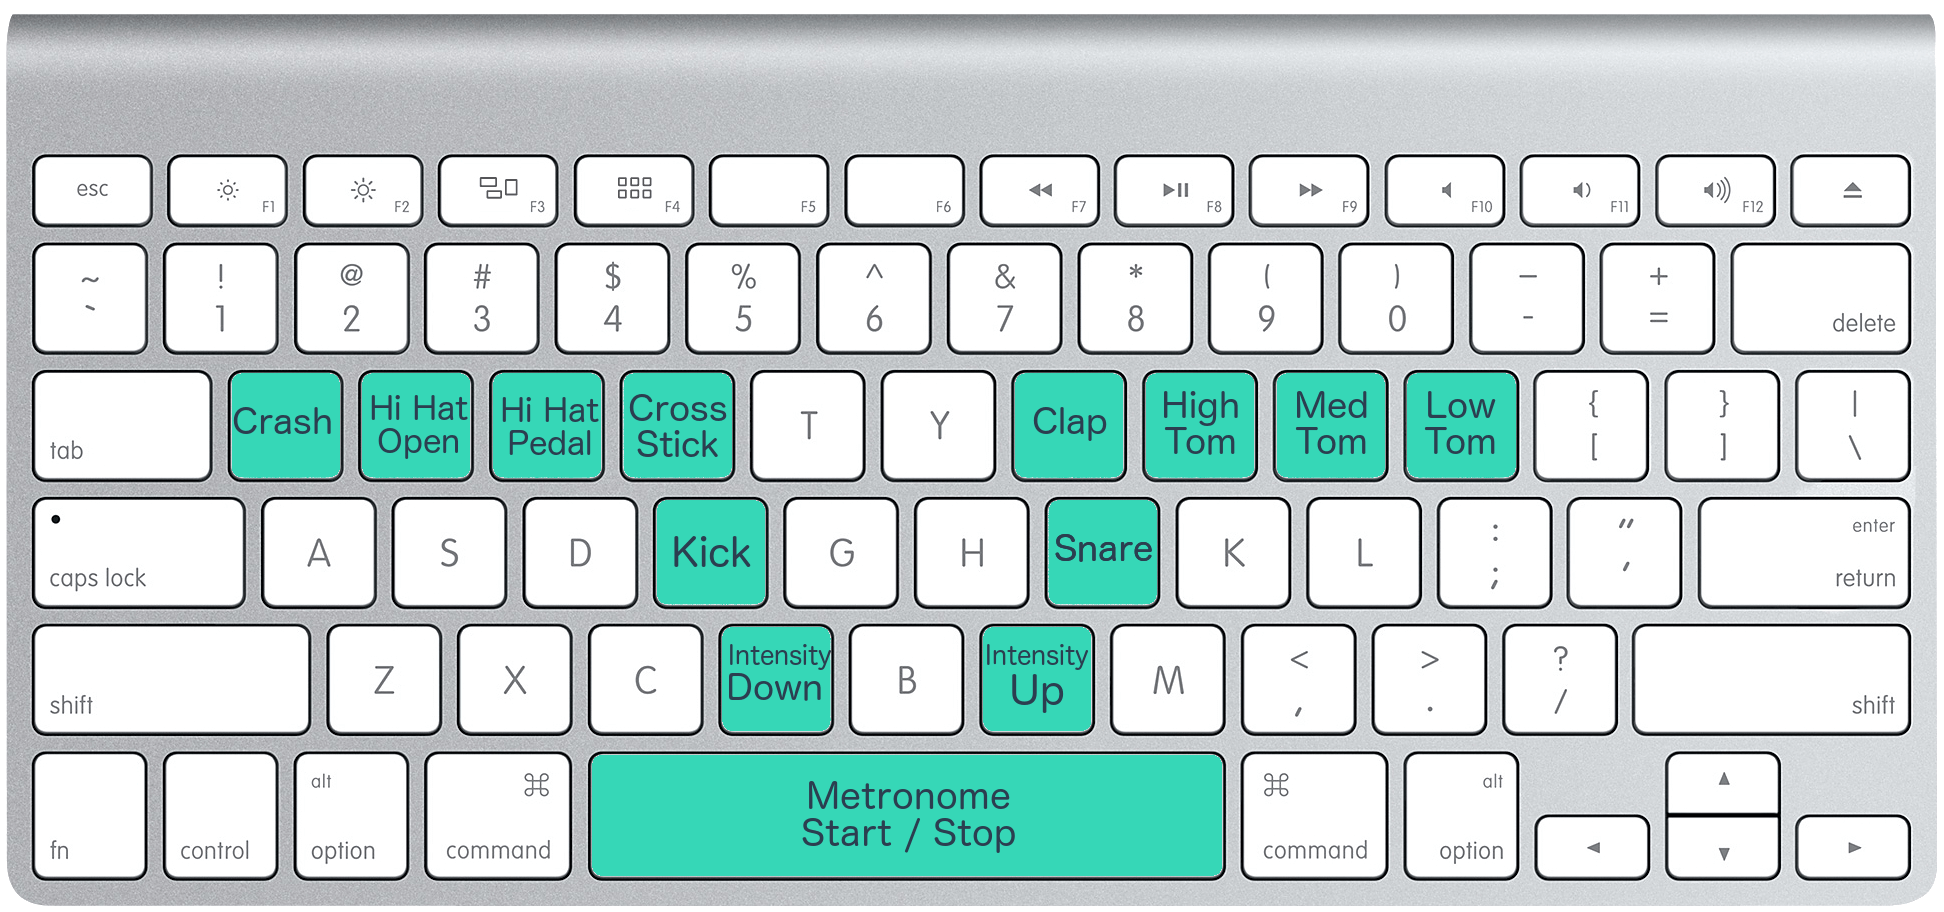 esc F1 F2 F3 F4 F5 F6 F7 F8 F9 F10 F11 F12
~ ! @ # $ % ^ & * ( ) – +
` 1 2 3 4 5 6 7 8 9 0 - = delete
tab Crash Hi Hat Open Hi Hat Pedal Cross Stick T Y Clap High Tom Med Tom Low Tom { [ } ] | \
caps lock A S D Kick G H Snare K L : ; " ' enter return
shift Z X C Intensity Down B Intensity Up M < , > . ? / shift
fn control alt option ⌘ command Metronome Start / Stop ⌘ command alt option